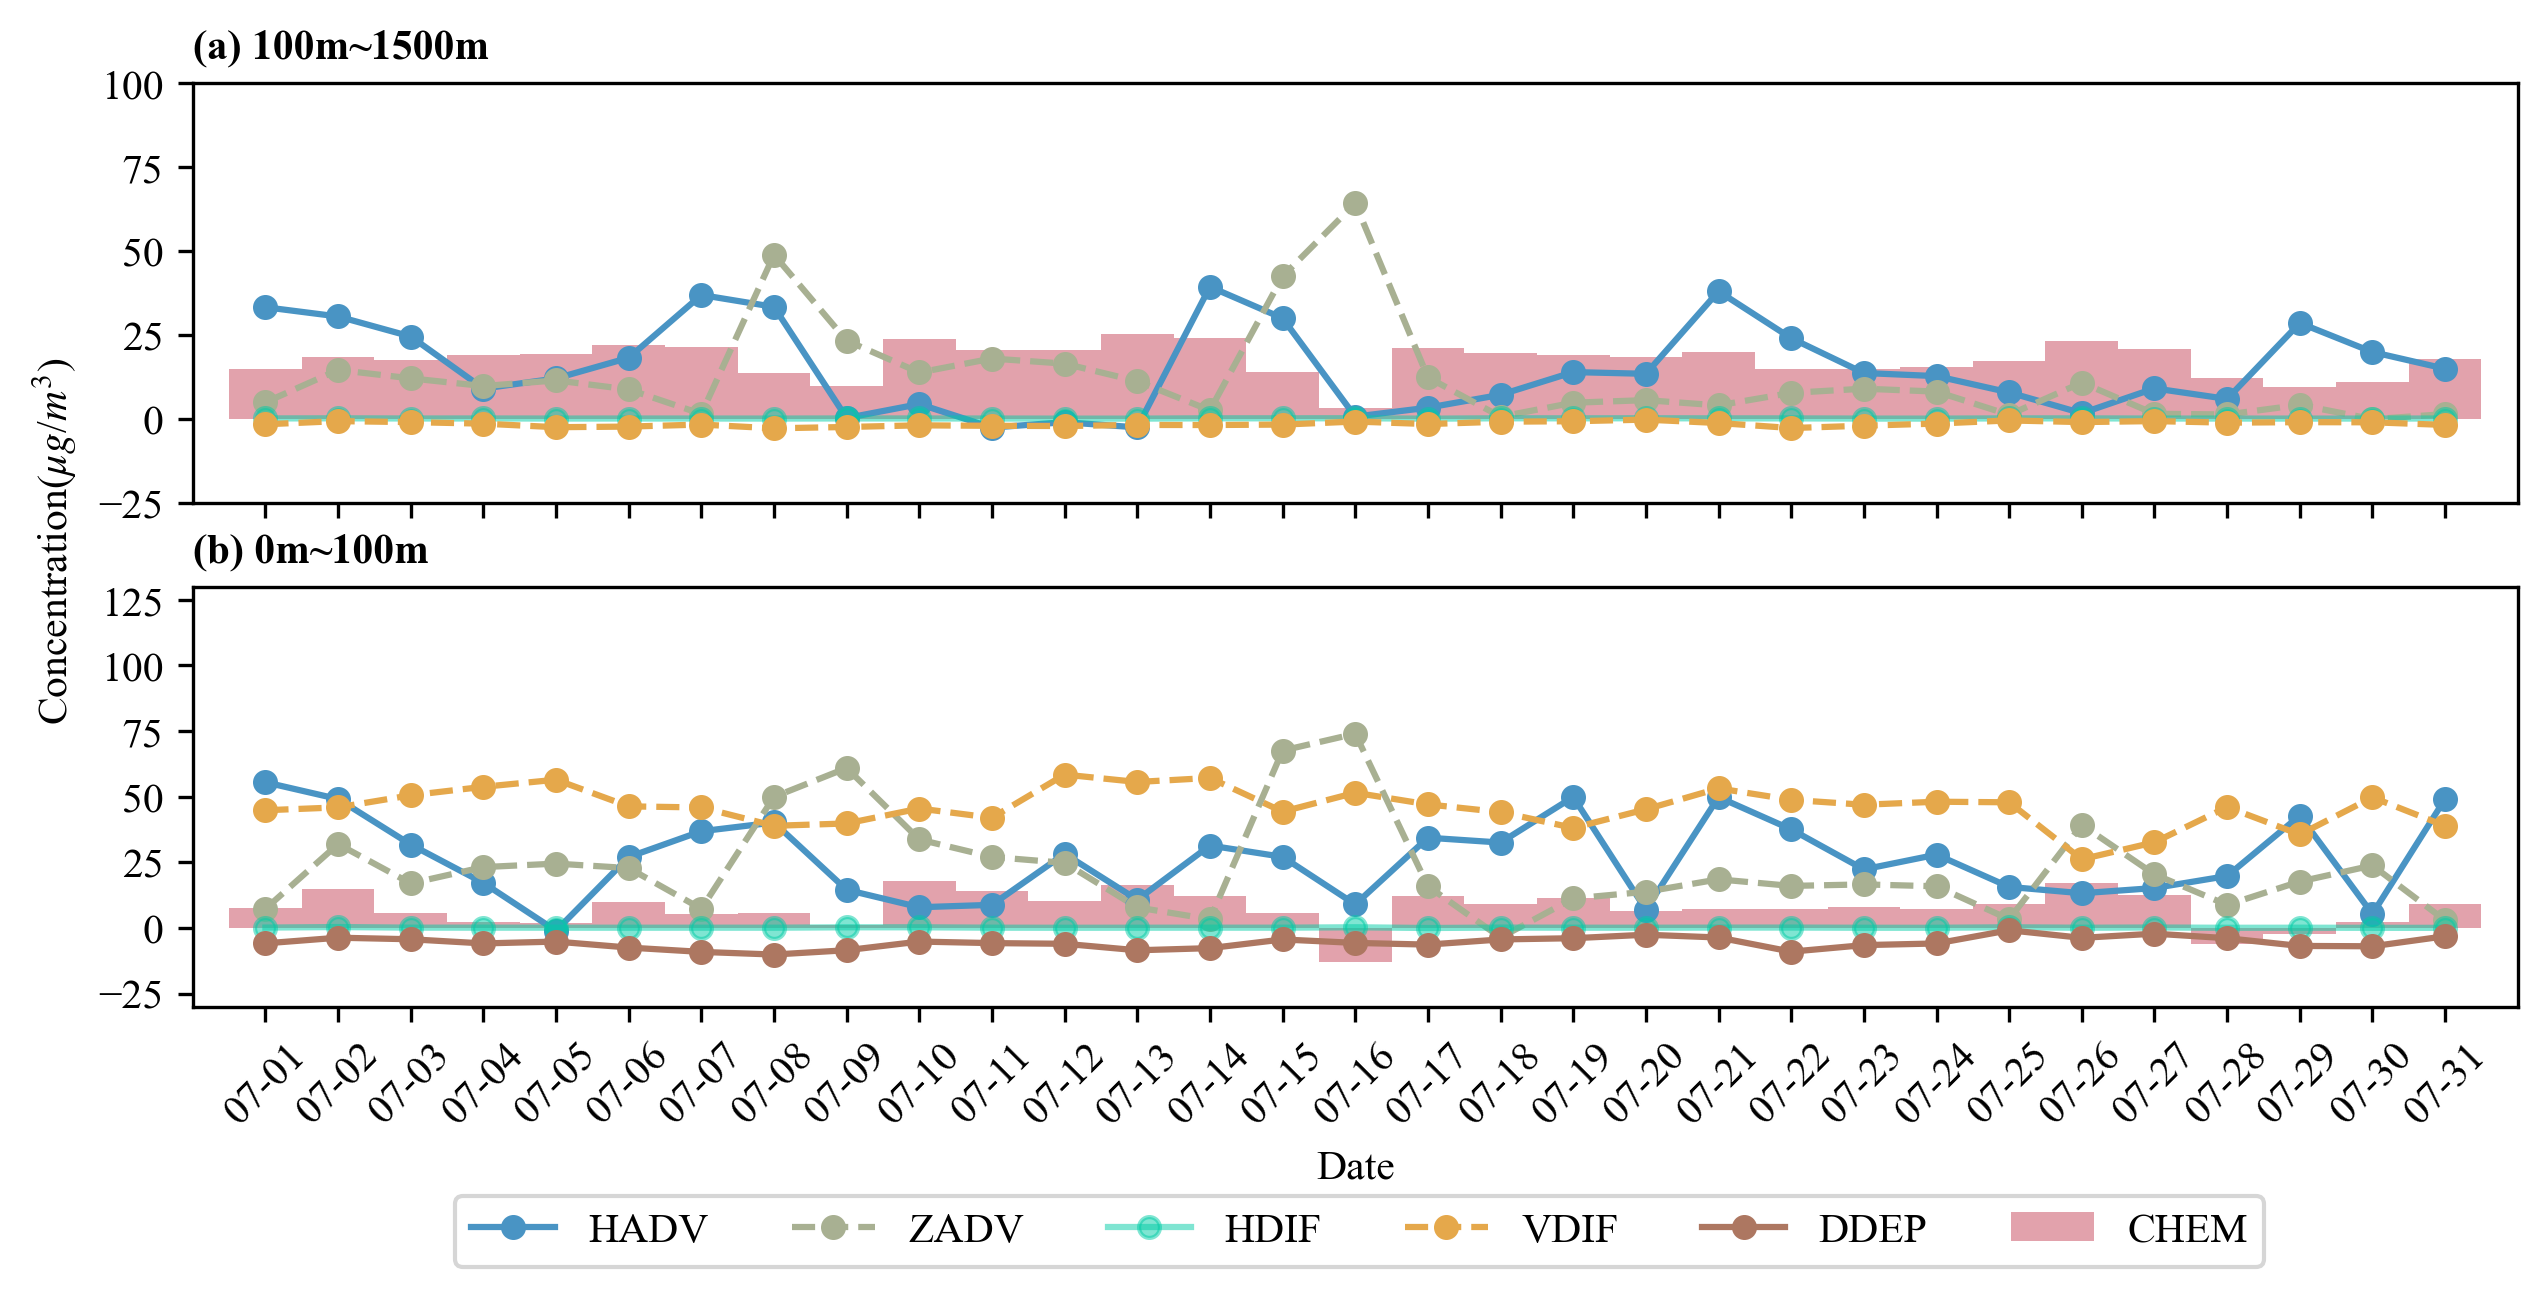 (a) 100m~1500m
100
75
50
25
0
−25
Concentration(μg/m³)
(b) 0m~100m
125
100
75
50
25
0
−25
07-01 07-02 07-03 07-04 07-05 07-06 07-07 07-08 07-09 07-10 07-11 07-12 07-13 07-14 07-15 07-16 07-17 07-18 07-19 07-20 07-21 07-22 07-23 07-24 07-25 07-26 07-27 07-28 07-29 07-30 07-31
Date
HADV ZADV HDIF VDIF DDEP CHEM